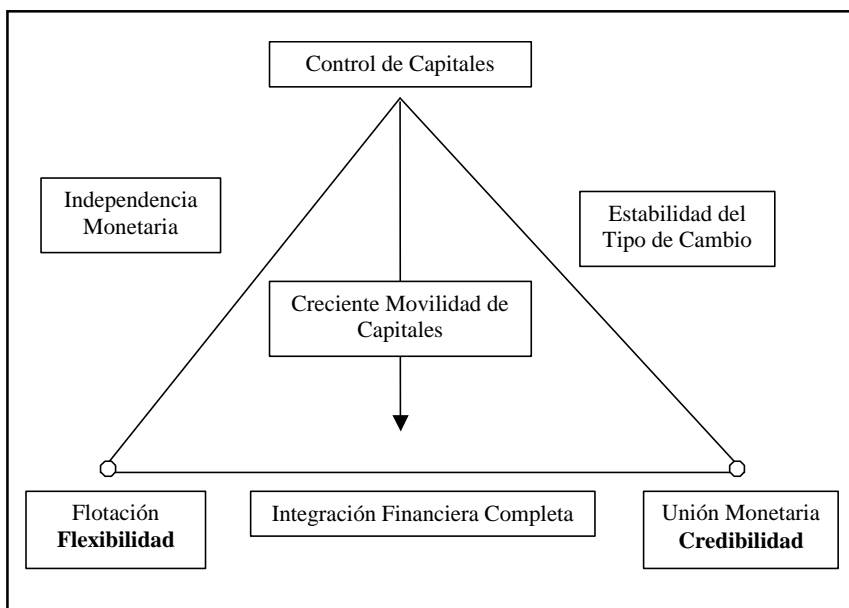 Control de Capitales
Independencia
Monetaria
Estabilidad del
Tipo de Cambio
Creciente Movilidad de
Capitales
Flotación
Flexibilidad
Integración Financiera Completa
Unión Monetaria
Credibilidad